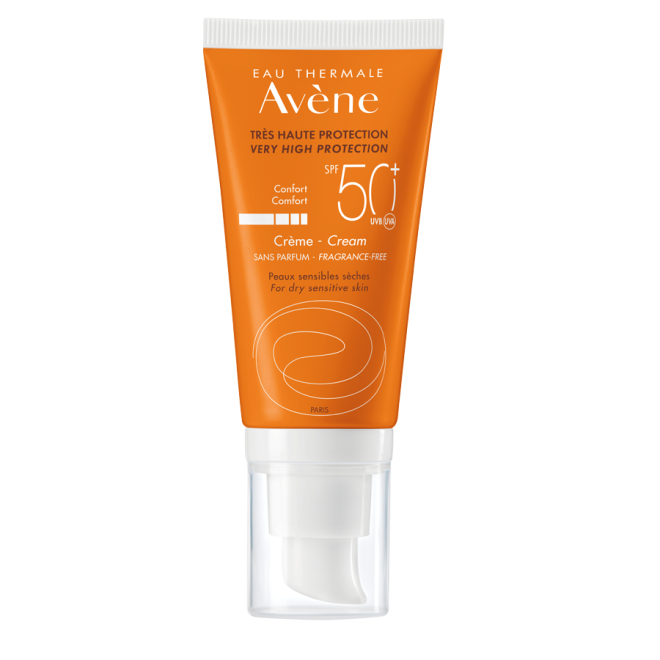 EAU THERMALE
Avène
TRÈS HAUTE PROTECTION
VERY HIGH PROTECTION
SPF 50+
Confort
Comfort
UVB UVA
Crème - Cream
SANS PARFUM - FRAGRANCE-FREE
Peaux sensibles sèches
For dry sensitive skin
PARIS